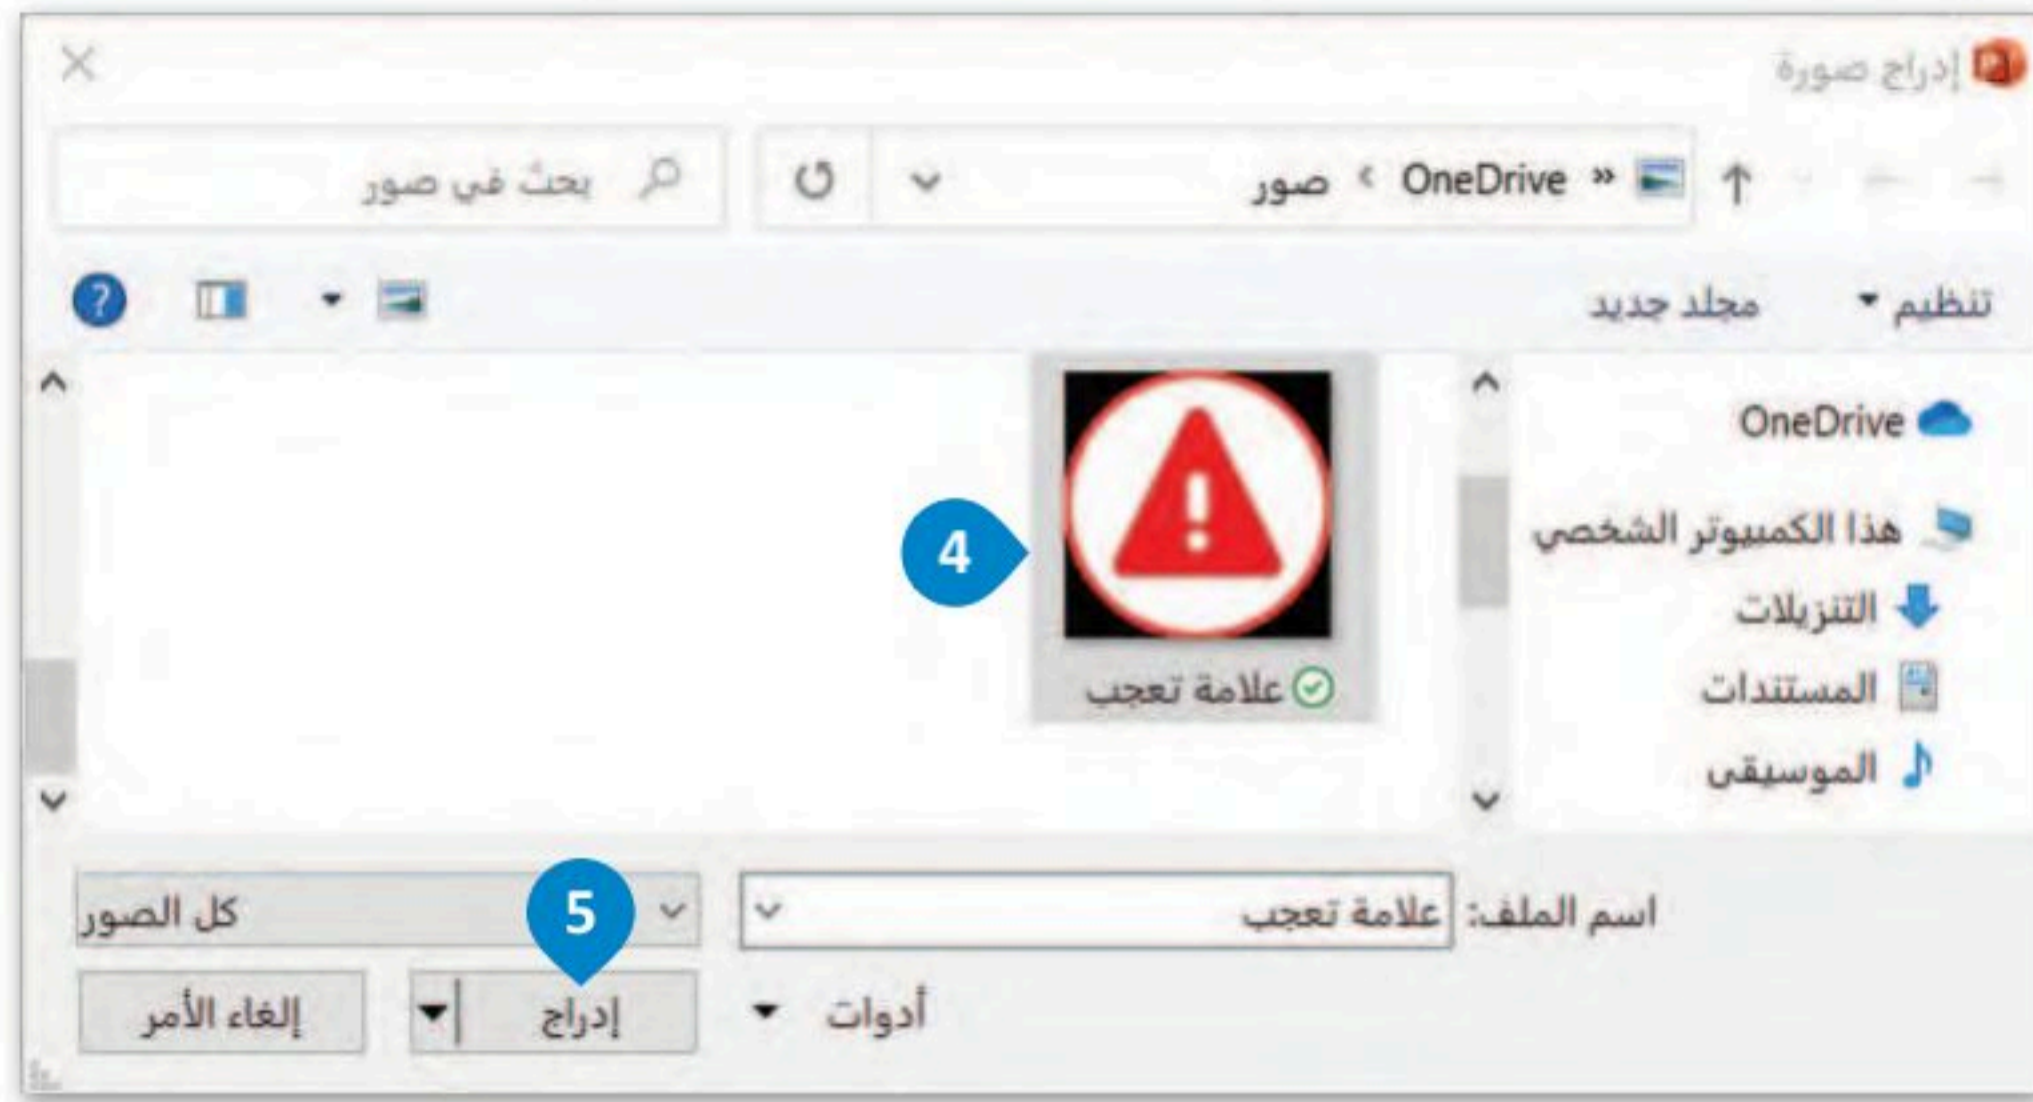 إدراج صورة
OneDrive › صور
بحث في صور
تنظيم
مجلد جديد
?
OneDrive
هذا الكمبيوتر الشخصي
التنزيلات
المستندات
الموسيقى
4
علامة تعجب
اسم الملف: علامة تعجب
5
كل الصور
أدوات
إدراج
إلغاء الأمر